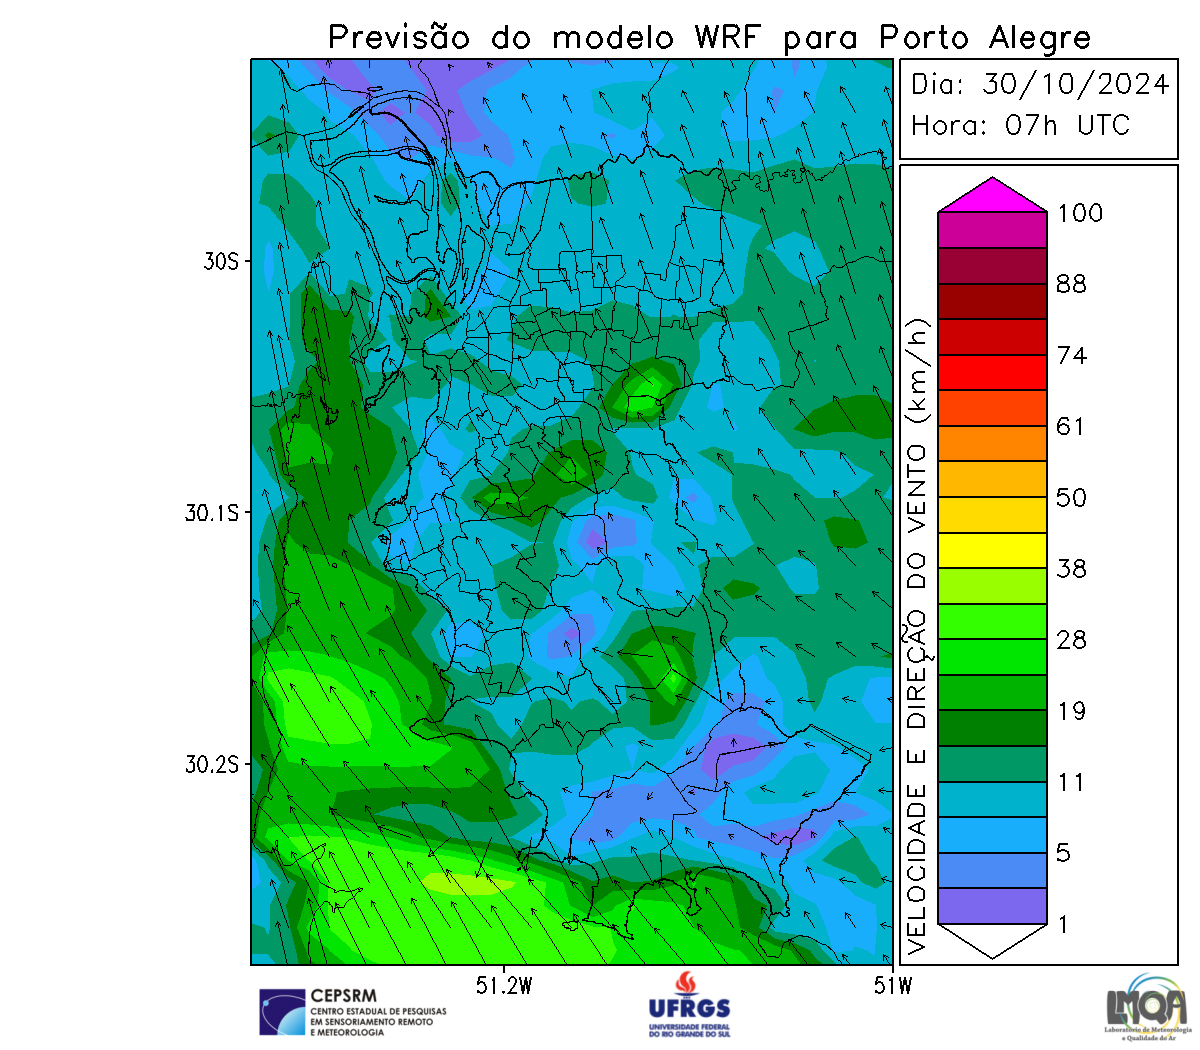 Previsão do modelo WRF para Porto Alegre
Dia: 30/10/2024
Hora: 07h UTC
30S
30.1S
30.2S
51.2W
51W
VELOCIDADE E DIREÇÃO DO VENTO (km/h)
100
88
74
61
50
38
28
19
11
5
1
CEPSRM
CENTRO ESTADUAL DE PESQUISAS
EM SENSORIAMENTO REMOTO
E METEOROLOGIA
UFRGS
UNIVERSIDADE FEDERAL
DO RIO GRANDE DO SUL
LMQA
Laboratório de Meteorologia
e Qualidade do Ar